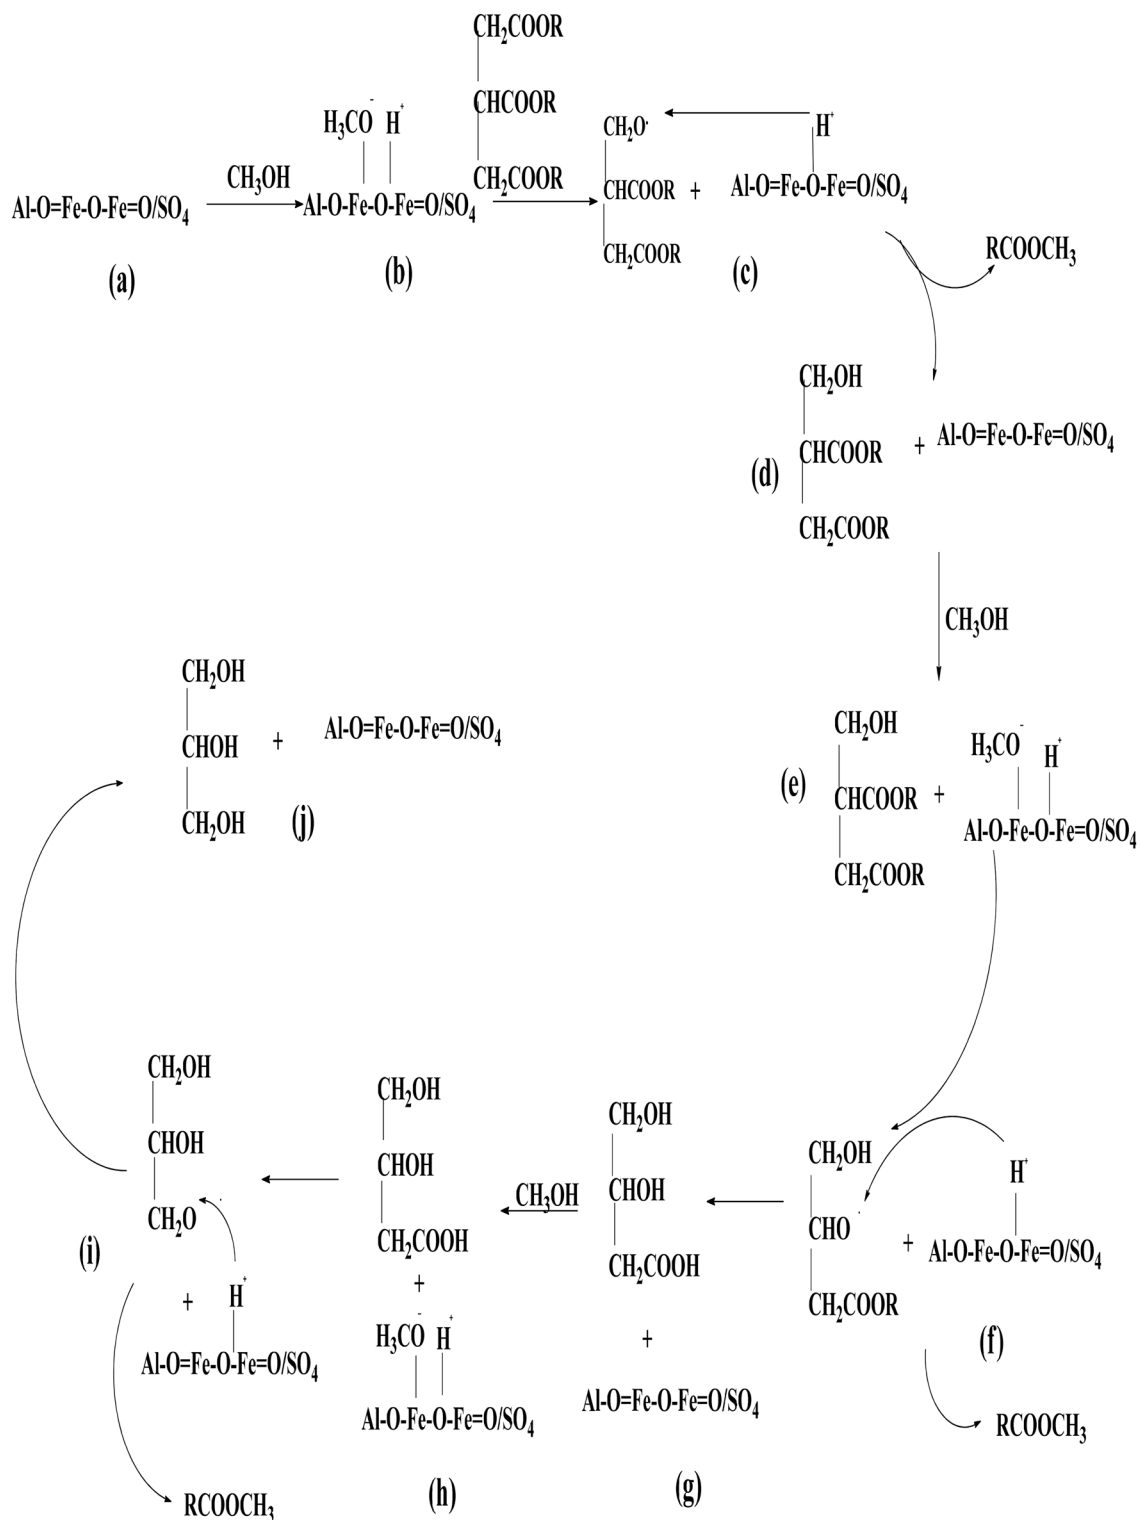 Al-O=Fe-O-Fe=O/SO4
(a)
CH3OH
H3CO- H+
Al-O-Fe-O-Fe=O/SO4
(b)
CH2COOR
CHCOOR
CH2COOR
CH2O·
CHCOOR
CH2COOR
+
H+
Al-O=Fe-O-Fe=O/SO4
(c)
RCOOCH3
CH2OH
CHCOOR
CH2COOR
(d)
+
Al-O=Fe-O-Fe=O/SO4
CH3OH
CH2OH
CHCOOR
CH2COOR
(e)
+
H3CO- H+
Al-O-Fe-O-Fe=O/SO4
CH2OH
CHO ·
CH2COOR
+
H+
Al-O-Fe-O-Fe=O/SO4
(f)
RCOOCH3
CH2OH
CHOH
CH2COOH
+
Al-O=Fe-O-Fe=O/SO4
(g)
CH3OH
CH2OH
CHOH
CH2COOH
+
H3CO- H+
Al-O-Fe-O-Fe=O/SO4
(h)
CH2OH
CHOH
CH2O ·
(i)
+
H+
Al-O=Fe-O-Fe=O/SO4
RCOOCH3
CH2OH
CHOH
CH2OH
+
Al-O=Fe-O-Fe=O/SO4
(j)